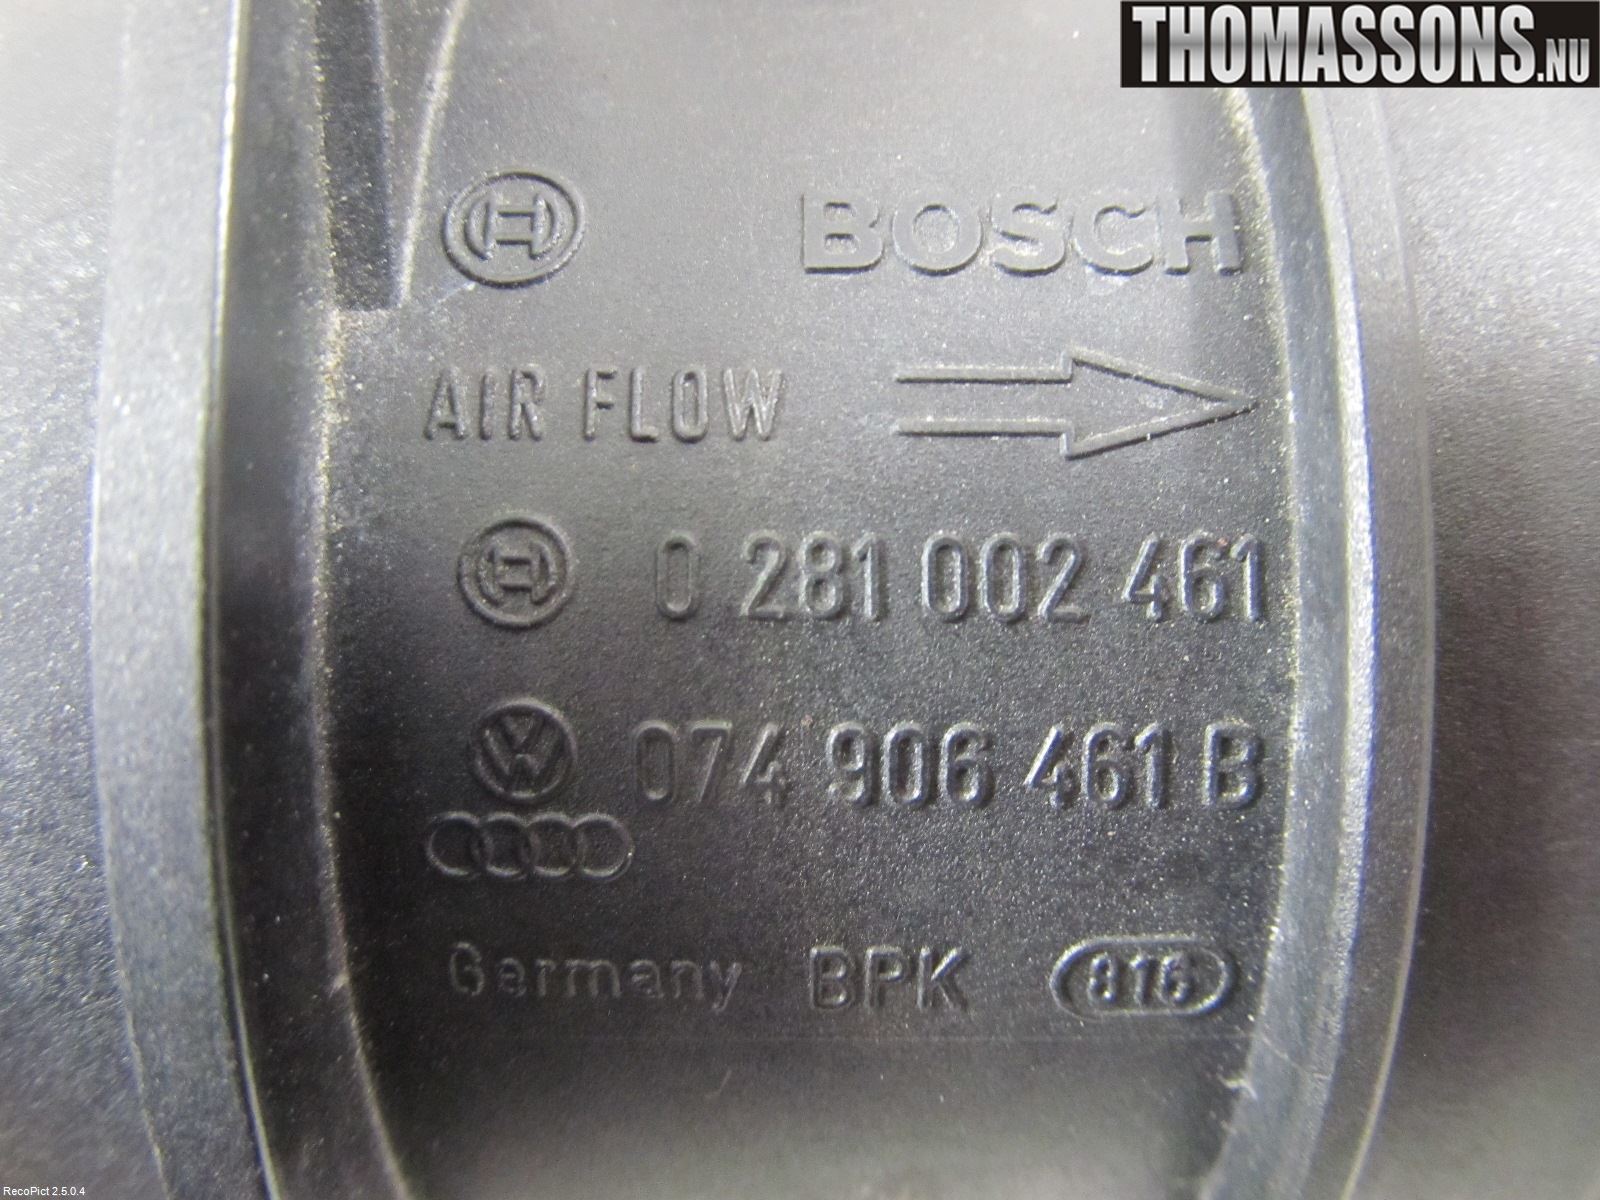 THOMASSONS.NU
BOSCH
AIR FLOW
0 281 002 461
074 906 461 B
Germany BPK 816
RecoPict 2.5.0.4